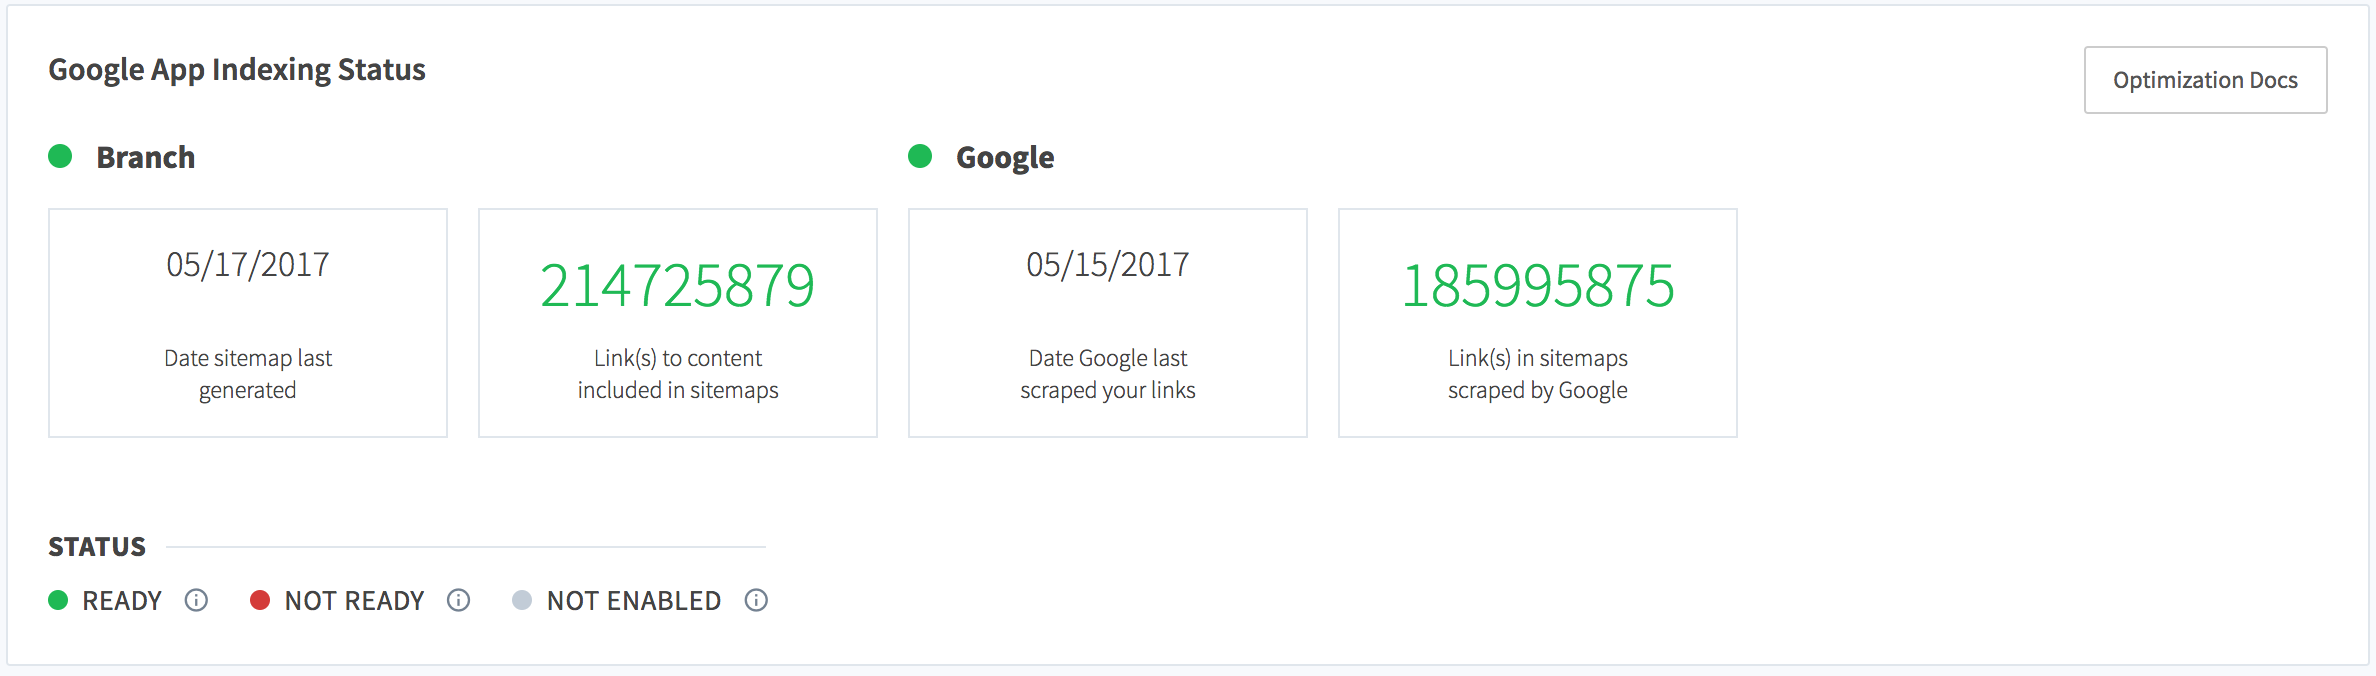 Google App Indexing Status
Optimization Docs
Branch
Google
05/17/2017
Date sitemap last
generated
214725879
Link(s) to content
included in sitemaps
05/15/2017
Date Google last
scraped your links
185995875
Link(s) in sitemaps
scraped by Google
STATUS
READY
NOT READY
NOT ENABLED